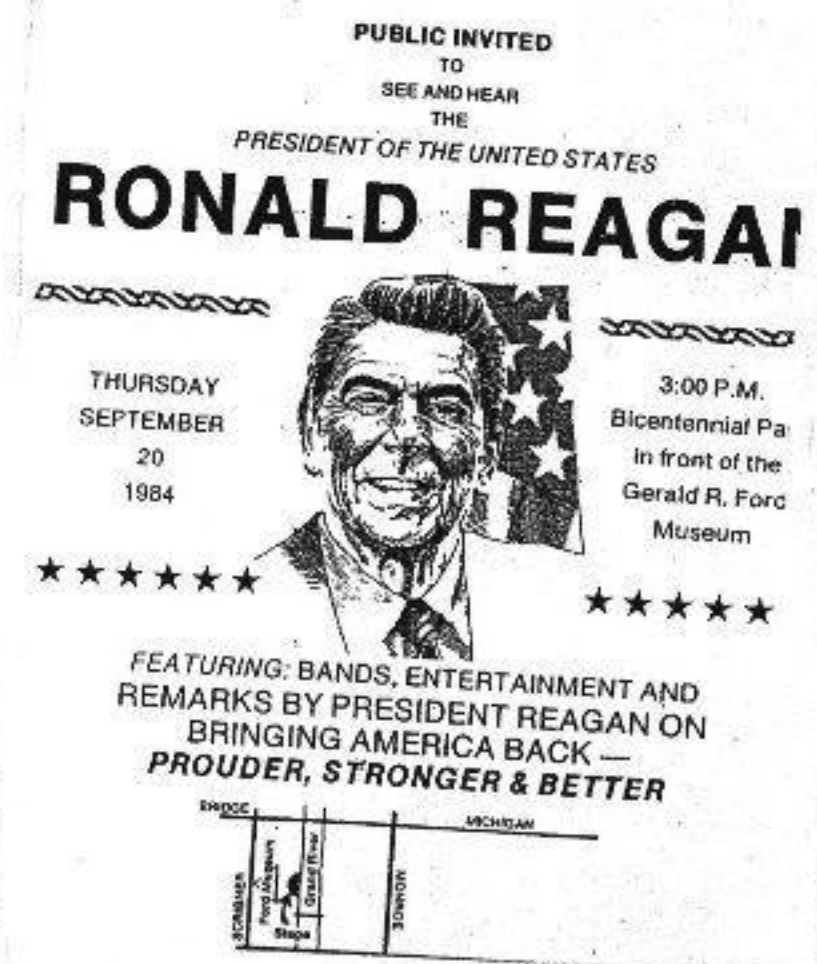 PUBLIC INVITED
TO
SEE AND HEAR
THE
PRESIDENT OF THE UNITED STATES
RONALD REAGAN
THURSDAY
SEPTEMBER
20
1984
3:00 P.M.
Bicentennial Pa
in front of the
Gerald R. Ford
Museum
FEATURING: BANDS, ENTERTAINMENT AND
REMARKS BY PRESIDENT REAGAN ON
BRINGING AMERICA BACK —
PROUDER, STRONGER & BETTER
BRIDGE
MICHIGAN
SCRIBNER
Ford Museum
Grand River
MONROE
Stage